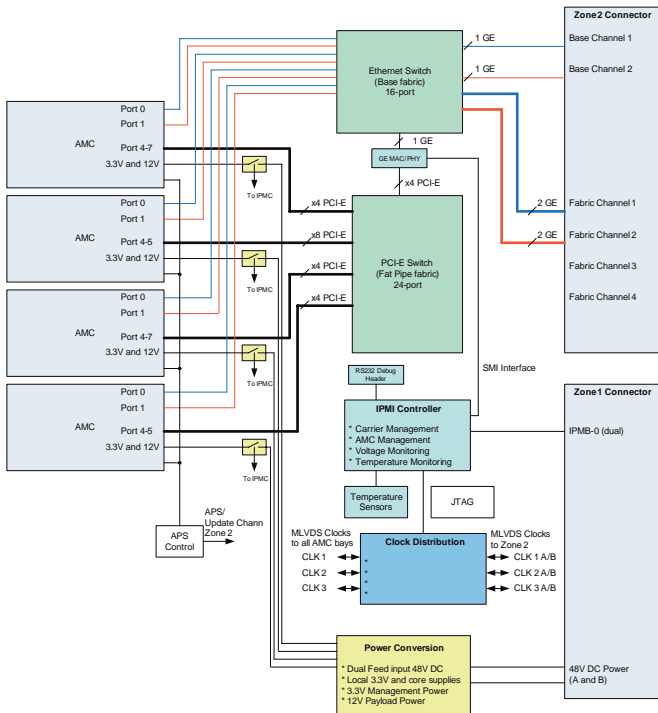 Zone2 Connector
1 GE
Base Channel 1
Ethernet Switch
(Base fabric)
16-port
1 GE
Base Channel 2
AMC
Port 0
Port 1
Port 4-7
3.3V and 12V
To IPMC
1 GE
GE MAC/PHY
x4 PCI-E
AMC
Port 0
Port 1
Port 4-5
3.3V and 12V
To IPMC
x4 PCI-E
x8 PCI-E
x4 PCI-E
x4 PCI-E
PCI-E Switch
(Fat Pipe fabric)
24-port
2 GE
Fabric Channel 1
2 GE
Fabric Channel 2
Fabric Channel 3
Fabric Channel 4
AMC
Port 0
Port 1
Port 4-7
3.3V and 12V
To IPMC
AMC
Port 0
Port 1
Port 4-5
3.3V and 12V
To IPMC
RS232 Debug
Header
SMI Interface
IPMI Controller
* Carrier Management
* AMC Management
* Voltage Monitoring
* Temperature Monitoring
Zone1 Connector
IPMB-0 (dual)
Temperature
Sensors
JTAG
APS/
Update Chann
Zone 2
APS
Control
MLVDS Clocks
to all AMC bays
CLK 1
CLK 2
CLK 3
Clock Distribution
*
*
*
*
MLVDS Clocks
to Zone 2
CLK 1 A/B
CLK 2 A/B
CLK 3 A/B
Power Conversion
* Dual Feed input 48V DC
* Local 3.3V and core supplies
* 3.3V Management Power
* 12V Payload Power
48V DC Power
(A and B)